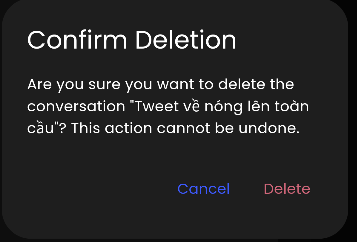 Confirm Deletion
Are you sure you want to delete the
conversation "Tweet về nóng lên toàn
cầu"? This action cannot be undone.
Cancel
Delete